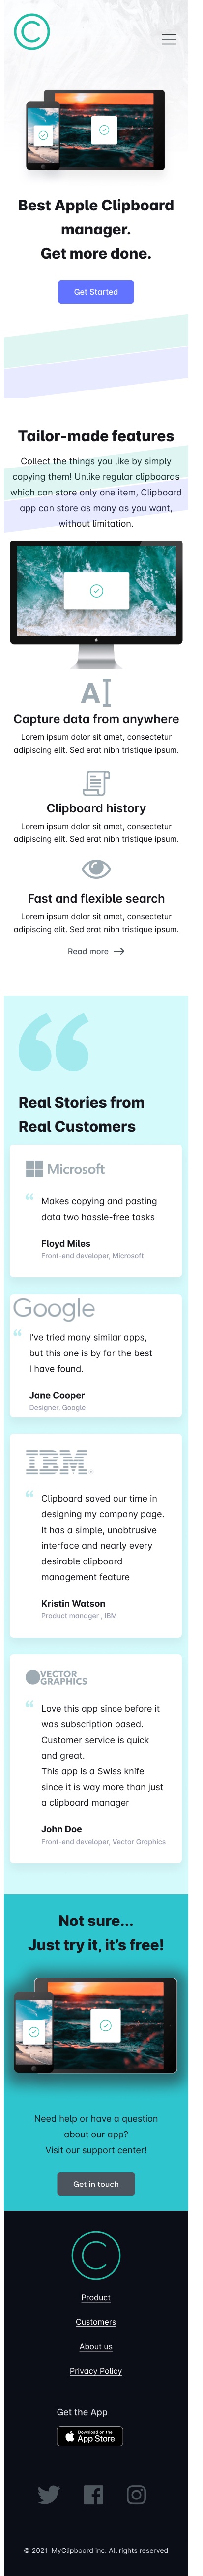 Best Apple Clipboard
manager.
Get more done.
Get Started
Tailor-made features
Collect the things you like by simply
copying them! Unlike regular clipboards
which can store only one item, Clipboard
app can store as many as you want,
without limitation.
AI
Capture data from anywhere
Lorem ipsum dolor sit amet, consectetur
adipiscing elit. Sed erat nibh tristique ipsum.
Clipboard history
Lorem ipsum dolor sit amet, consectetur
adipiscing elit. Sed erat nibh tristique ipsum.
Fast and flexible search
Lorem ipsum dolor sit amet, consectetur
adipiscing elit. Sed erat nibh tristique ipsum.
Read more →
“
Real Stories from
Real Customers
Microsoft
“ Makes copying and pasting
data two hassle-free tasks
Floyd Miles
Front-end developer, Microsoft
Google
“ I've tried many similar apps,
but this one is by far the best
I have found.
Jane Cooper
Designer, Google
IBM
“ Clipboard saved our time in
designing my company page.
It has a simple, unobtrusive
interface and nearly every
desirable clipboard
management feature
Kristin Watson
Product manager , IBM
VECTOR
GRAPHICS
“ Love this app since before it
was subscription based.
Customer service is quick
and great.
This app is a Swiss knife
since it is way more than just
a clipboard manager
John Doe
Front-end developer, Vector Graphics
Not sure...
Just try it, it’s free!
Need help or have a question
about our app?
Visit our support center!
Get in touch
C
Product
Customers
About us
Privacy Policy
Get the App
Download on the
App Store
© 2021 MyClipboard inc. All rights reserved